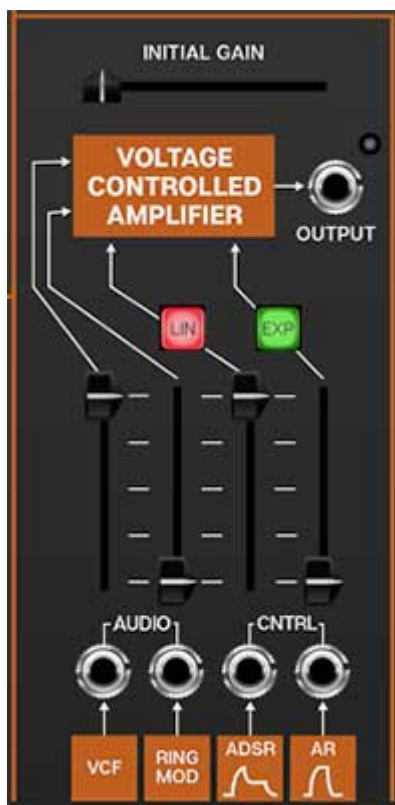 INITIAL GAIN
VOLTAGE
CONTROLLED
AMPLIFIER
OUTPUT
LIN
EXP
AUDIO
CNTRL
VCF
RING
MOD
ADSR
AR